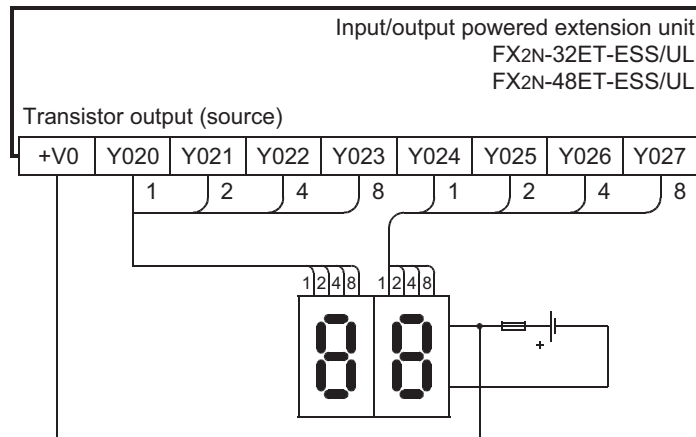 Input/output powered extension unit
FX2N-32ET-ESS/UL
FX2N-48ET-ESS/UL
Transistor output (source)
+V0 Y020 Y021 Y022 Y023 Y024 Y025 Y026 Y027
1 2 4 8 1 2 4 8
1 2 4 8 1 2 4 8
8 8
+